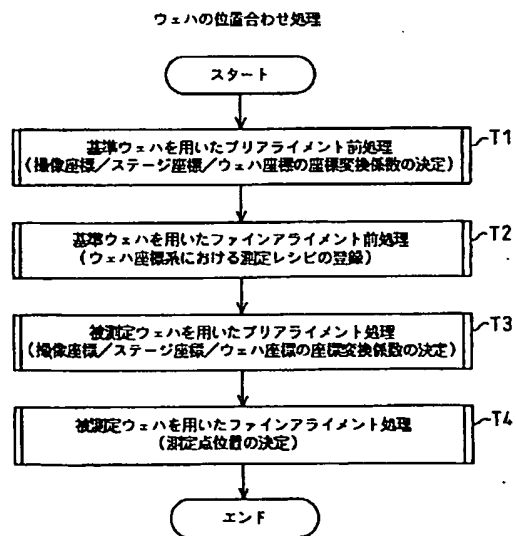 ウェハの位置合わせ処理
スタート
基準ウェハを用いたプリアライメント前処理
(撮像座標/ステージ座標/ウェハ座標の座標変換係数の決定)
T1
基準ウェハを用いたファインアライメント前処理
(ウェハ座標系における測定レシピの登録)
T2
被測定ウェハを用いたプリアライメント処理
(撮像座標/ステージ座標/ウェハ座標の座標変換係数の決定)
T3
被測定ウェハを用いたファインアライメント処理
(測定点位置の決定)
T4
エンド